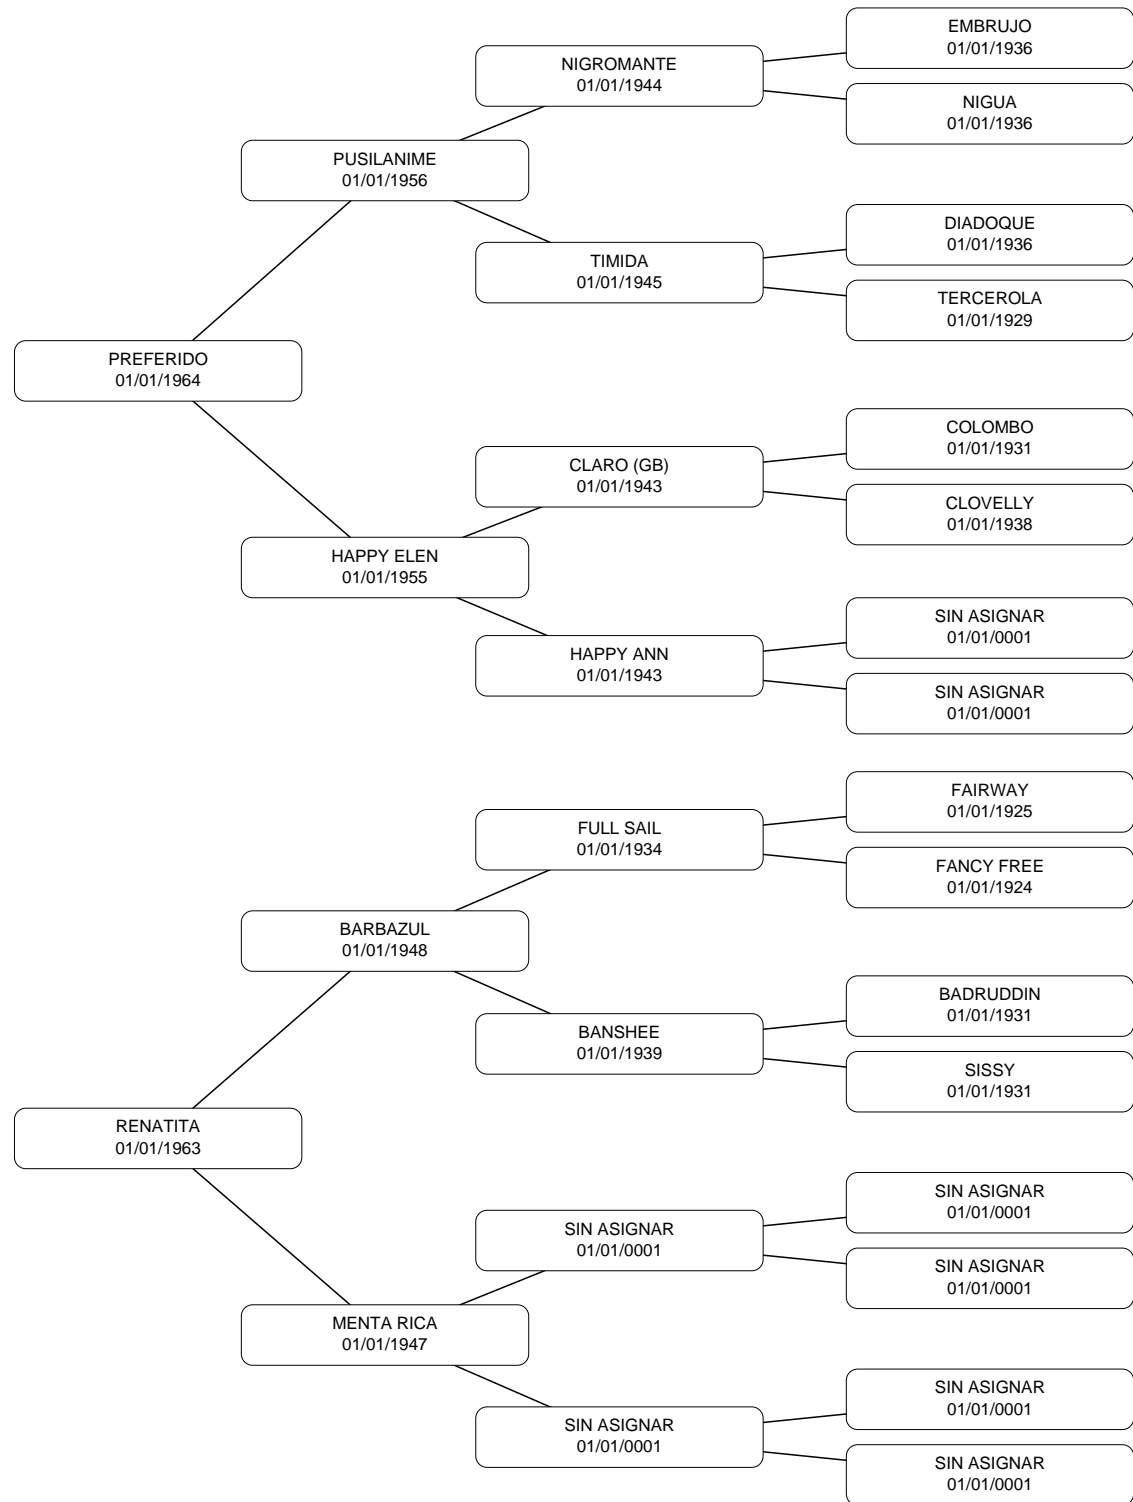 EMBRUJO
01/01/1936
NIGROMANTE
01/01/1944
NIGUA
01/01/1936
PUSILANIME
01/01/1956
DIADOQUE
01/01/1936
TIMIDA
01/01/1945
TERCEROLA
01/01/1929
PREFERIDO
01/01/1964
COLOMBO
01/01/1931
CLARO (GB)
01/01/1943
CLOVELLY
01/01/1938
HAPPY ELEN
01/01/1955
SIN ASIGNAR
01/01/0001
HAPPY ANN
01/01/1943
SIN ASIGNAR
01/01/0001
FAIRWAY
01/01/1925
FULL SAIL
01/01/1934
FANCY FREE
01/01/1924
BARBAZUL
01/01/1948
BADRUDDIN
01/01/1931
BANSHEE
01/01/1939
SISSY
01/01/1931
RENATITA
01/01/1963
SIN ASIGNAR
01/01/0001
SIN ASIGNAR
01/01/0001
SIN ASIGNAR
01/01/0001
MENTA RICA
01/01/1947
SIN ASIGNAR
01/01/0001
SIN ASIGNAR
01/01/0001
SIN ASIGNAR
01/01/0001